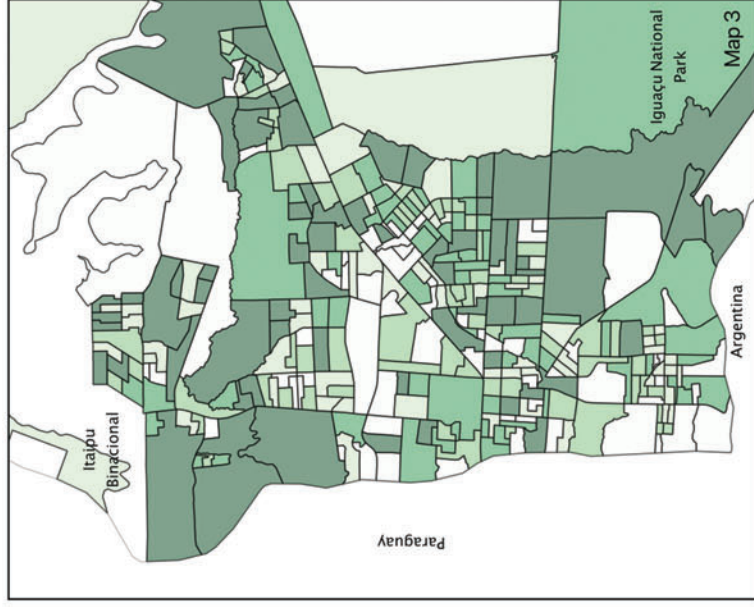 Itaipu
Binacional
Paraguay
Argentina
Iguaçu National
Park
Map 3